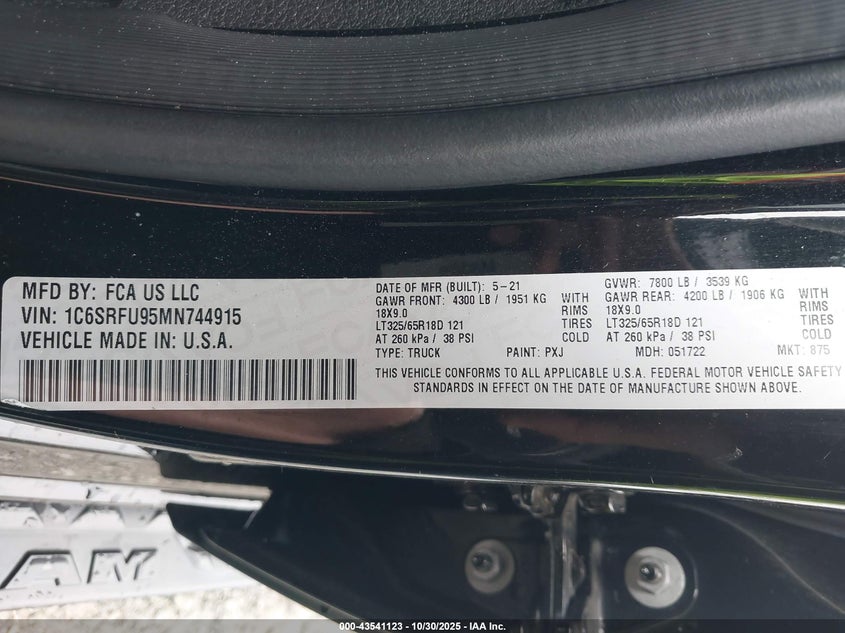 MFD BY: FCA US LLC
VIN: 1C6SRFU95MN744915
VEHICLE MADE IN: U.S.A.
DATE OF MFR (BUILT): 5-21
GAWR FRONT: 4300 LB / 1951 KG WITH
18X9.0 RIMS
LT325/65R18D 121 TIRES
AT 260 kPa / 38 PSI COLD
TYPE: TRUCK PAINT: PXJ MDH: 051722 MKT: 875
GVWR: 7800 LB / 3539 KG
GAWR REAR: 4200 LB / 1906 KG WITH
18X9.0 RIMS
LT325/65R18D 121 TIRES
AT 260 kPa / 38 PSI COLD
THIS VEHICLE CONFORMS TO ALL APPLICABLE U.S.A. FEDERAL MOTOR VEHICLE SAFETY
STANDARDS IN EFFECT ON THE DATE OF MANUFACTURE SHOWN ABOVE.
000-43541123 - 10/30/2025 - IAA Inc.